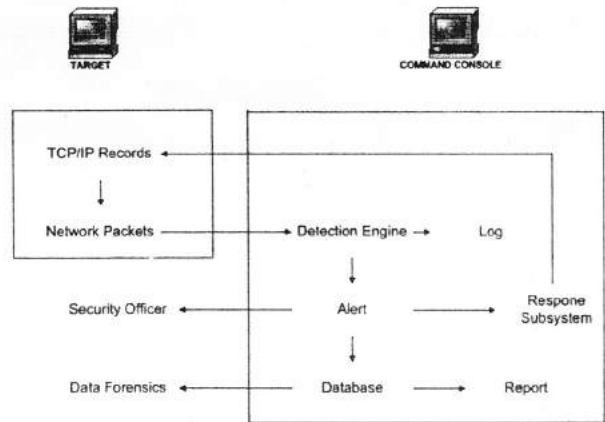 TARGET
COMMAND CONSOLE
TCP/IP Records
Network Packets
Detection Engine
Log
Security Officer
Alert
Respone
Subsystem
Data Forensics
Database
Report